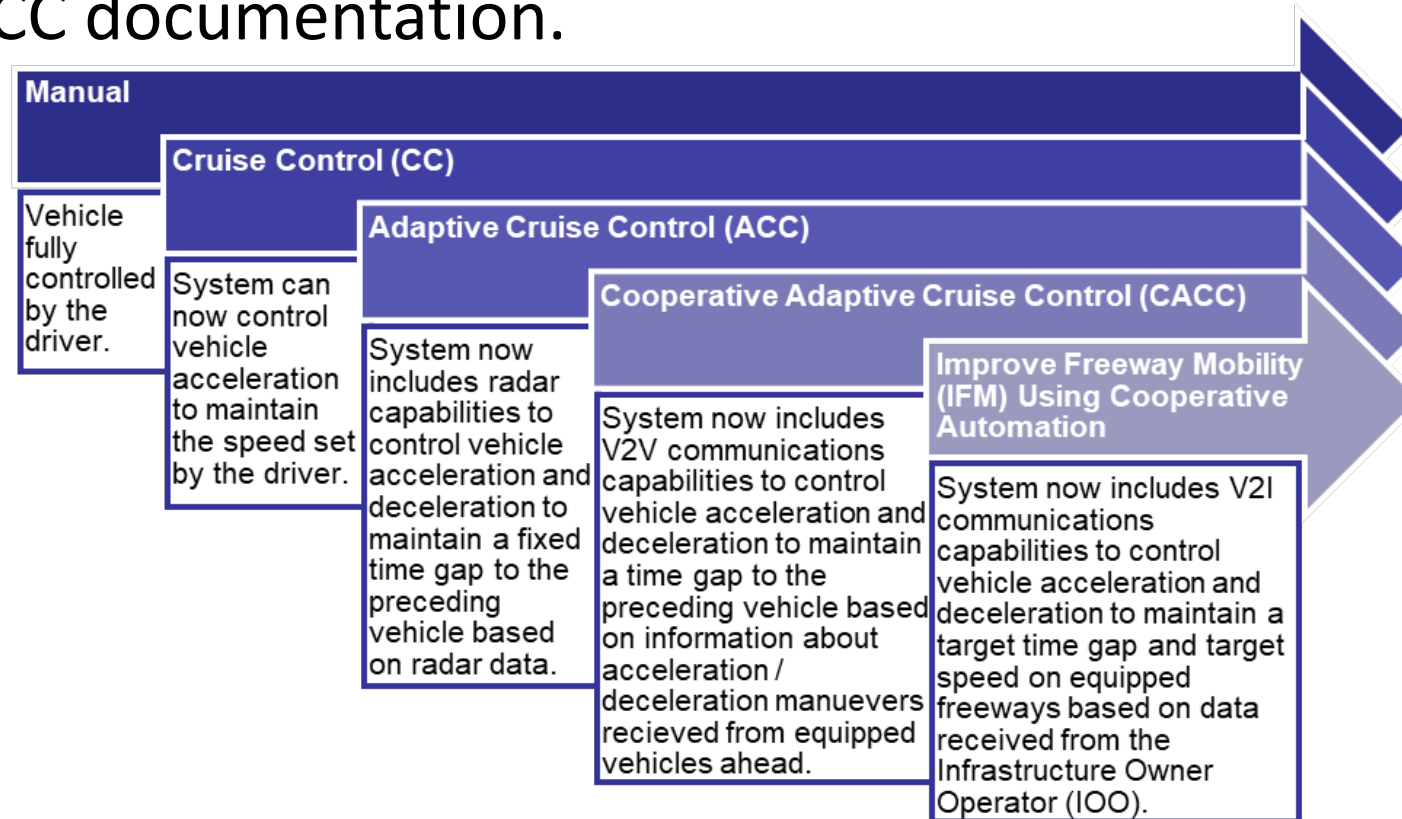 CC documentation.
Manual
Vehicle
fully
controlled
by the
driver.
Cruise Control (CC)
System can
now control
vehicle
acceleration
to maintain
the speed set
by the driver.
Adaptive Cruise Control (ACC)
System now
includes radar
capabilities to
control vehicle
acceleration and
deceleration to
maintain a fixed
time gap to the
preceding
vehicle based
on radar data.
Cooperative Adaptive Cruise Control (CACC)
System now includes
V2V communications
capabilities to control
vehicle acceleration and
deceleration to maintain
a time gap to the
preceding vehicle based
on information about
acceleration /
deceleration manuevers
recieved from equipped
vehicles ahead.
Improve Freeway Mobility
(IFM) Using Cooperative
Automation
System now includes V2I
communications
capabilities to control
vehicle acceleration and
deceleration to maintain a
target time gap and target
speed on equipped
freeways based on data
received from the
Infrastructure Owner
Operator (IOO).